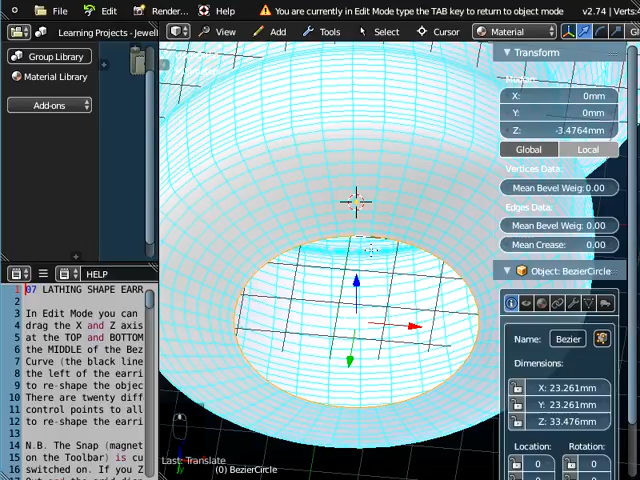 File Edit Render... You are currently in Edit Mode type the TAB key to return to object mode v2.74 | Verts
Learning Projects - Jewell
View Add Tools Select Cursor Material Gl
Group Library
Material Library
Add-ons
Transform
X: 0mm
Y: 0mm
Z: -3.4764mm
Global Local
Vertices Data:
Mean Bevel Weig: 0.00
Edges Data:
Mean Bevel Weig: 0.00
Mean Crease: 0.00
Object: BezierCircle
Name: Bezier
Dimensions:
X: 23.261mm
Y: 23.261mm
Z: 33.476mm
Location: Rotation:
0 0
HELP
1 07 LATHING SHAPE EARR
2
3 In Edit Mode you can
4 drag the X and Z axis
5 at the TOP and BOTTOM
6 the MIDDLE of the Bez
7 Curve (the black line
8 to the left of the
9 earri
10 There are twenty diff
11 control points to all
12 to re-shape the earri
13
14 N.B. The Snap (magnet
15 on the Toolbar) is cu
16 switched on. If you Z
Last: Translate
(0) BezierCircle